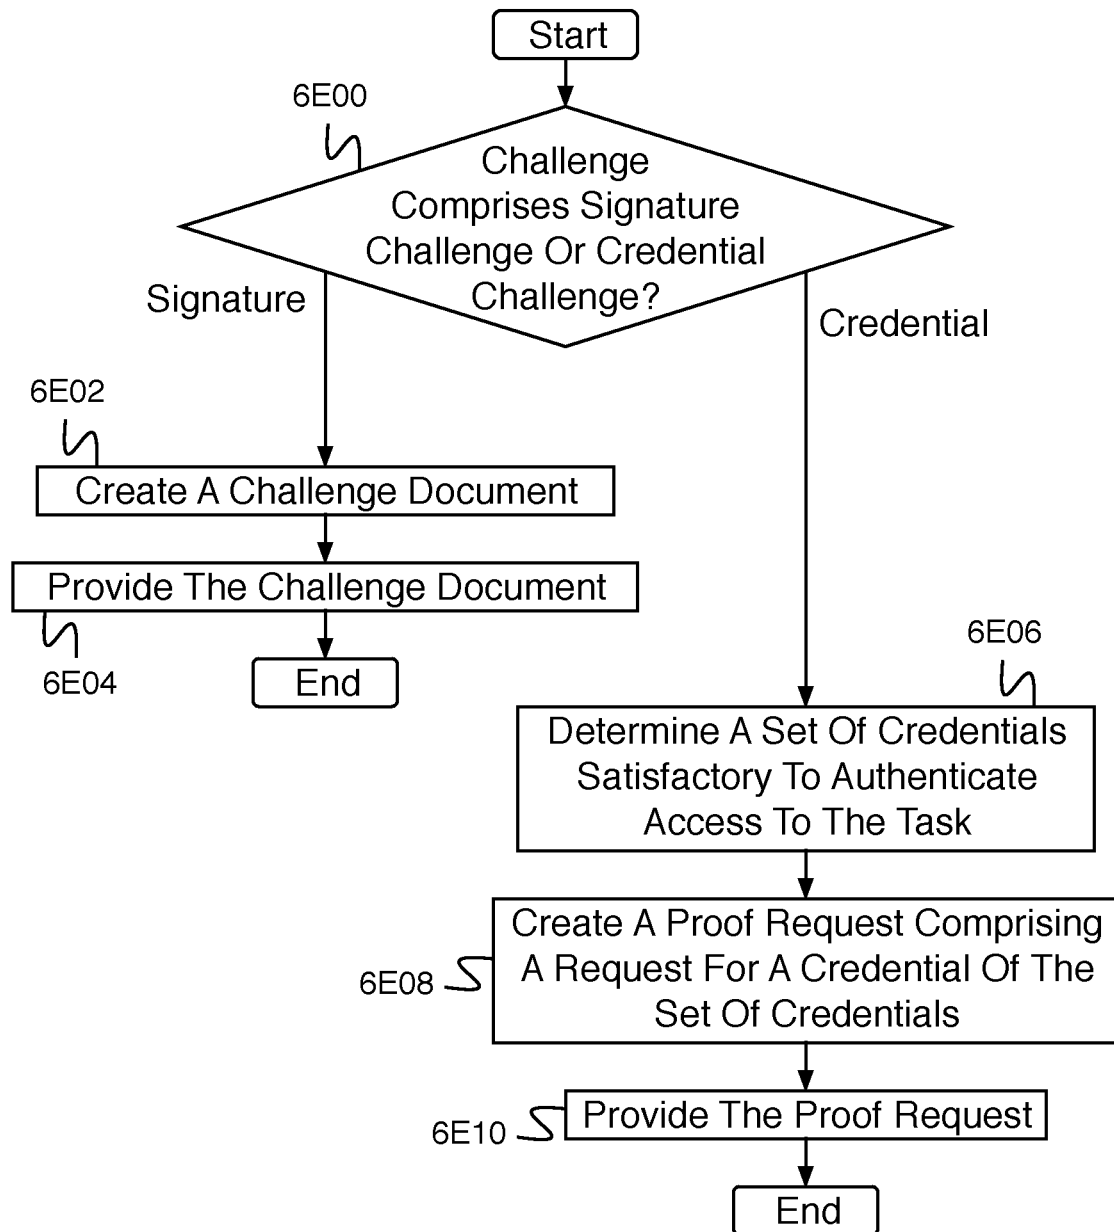 Start
6E00
Challenge
Comprises Signature
Challenge Or Credential
Challenge?
Signature
Credential
6E02
Create A Challenge Document
Provide The Challenge Document
6E04
End
6E06
Determine A Set Of Credentials
Satisfactory To Authenticate
Access To The Task
Create A Proof Request Comprising
A Request For A Credential Of The
Set Of Credentials
6E08
Provide The Proof Request
6E10
End